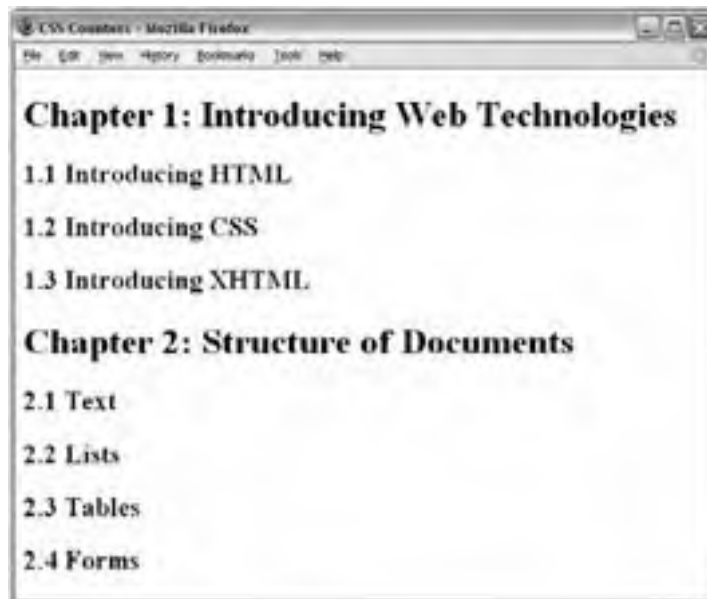 CSS Counters - Mozilla Firefox
File Edit View History Bookmarks Tools Help
Chapter 1: Introducing Web Technologies
1.1 Introducing HTML
1.2 Introducing CSS
1.3 Introducing XHTML
Chapter 2: Structure of Documents
2.1 Text
2.2 Lists
2.3 Tables
2.4 Forms